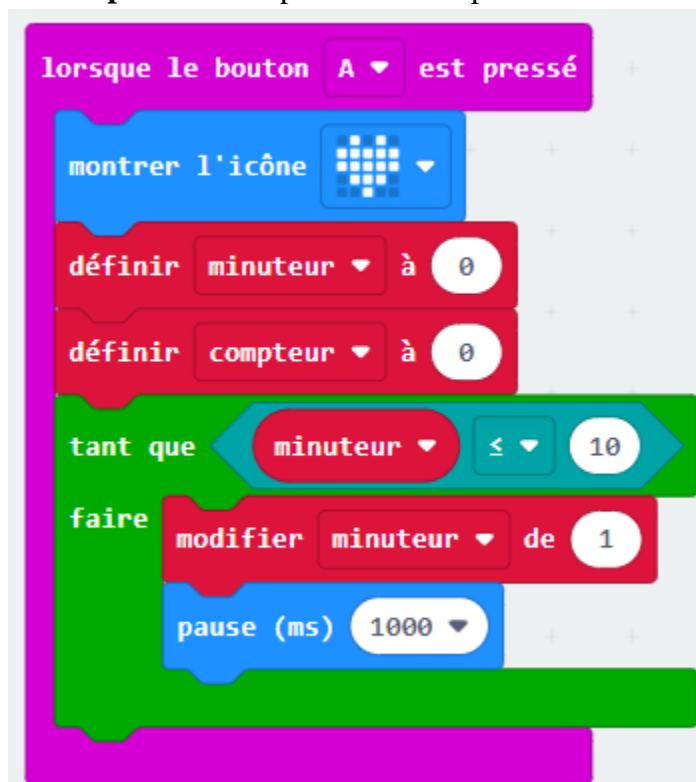 lorsque le bouton A est pressé
montrer l'icône
définir minuteur à 0
définir compteur à 0
tant que minuteur ≤ 10
faire
modifier minuteur de 1
pause (ms) 1000